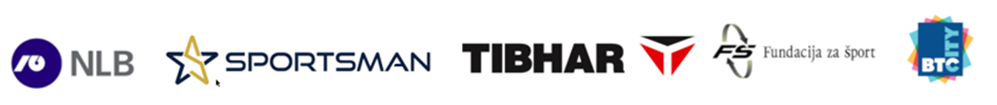 NLB
SPORTSMAN
TIBHAR
FS Fundacija za šport
BTC CITY